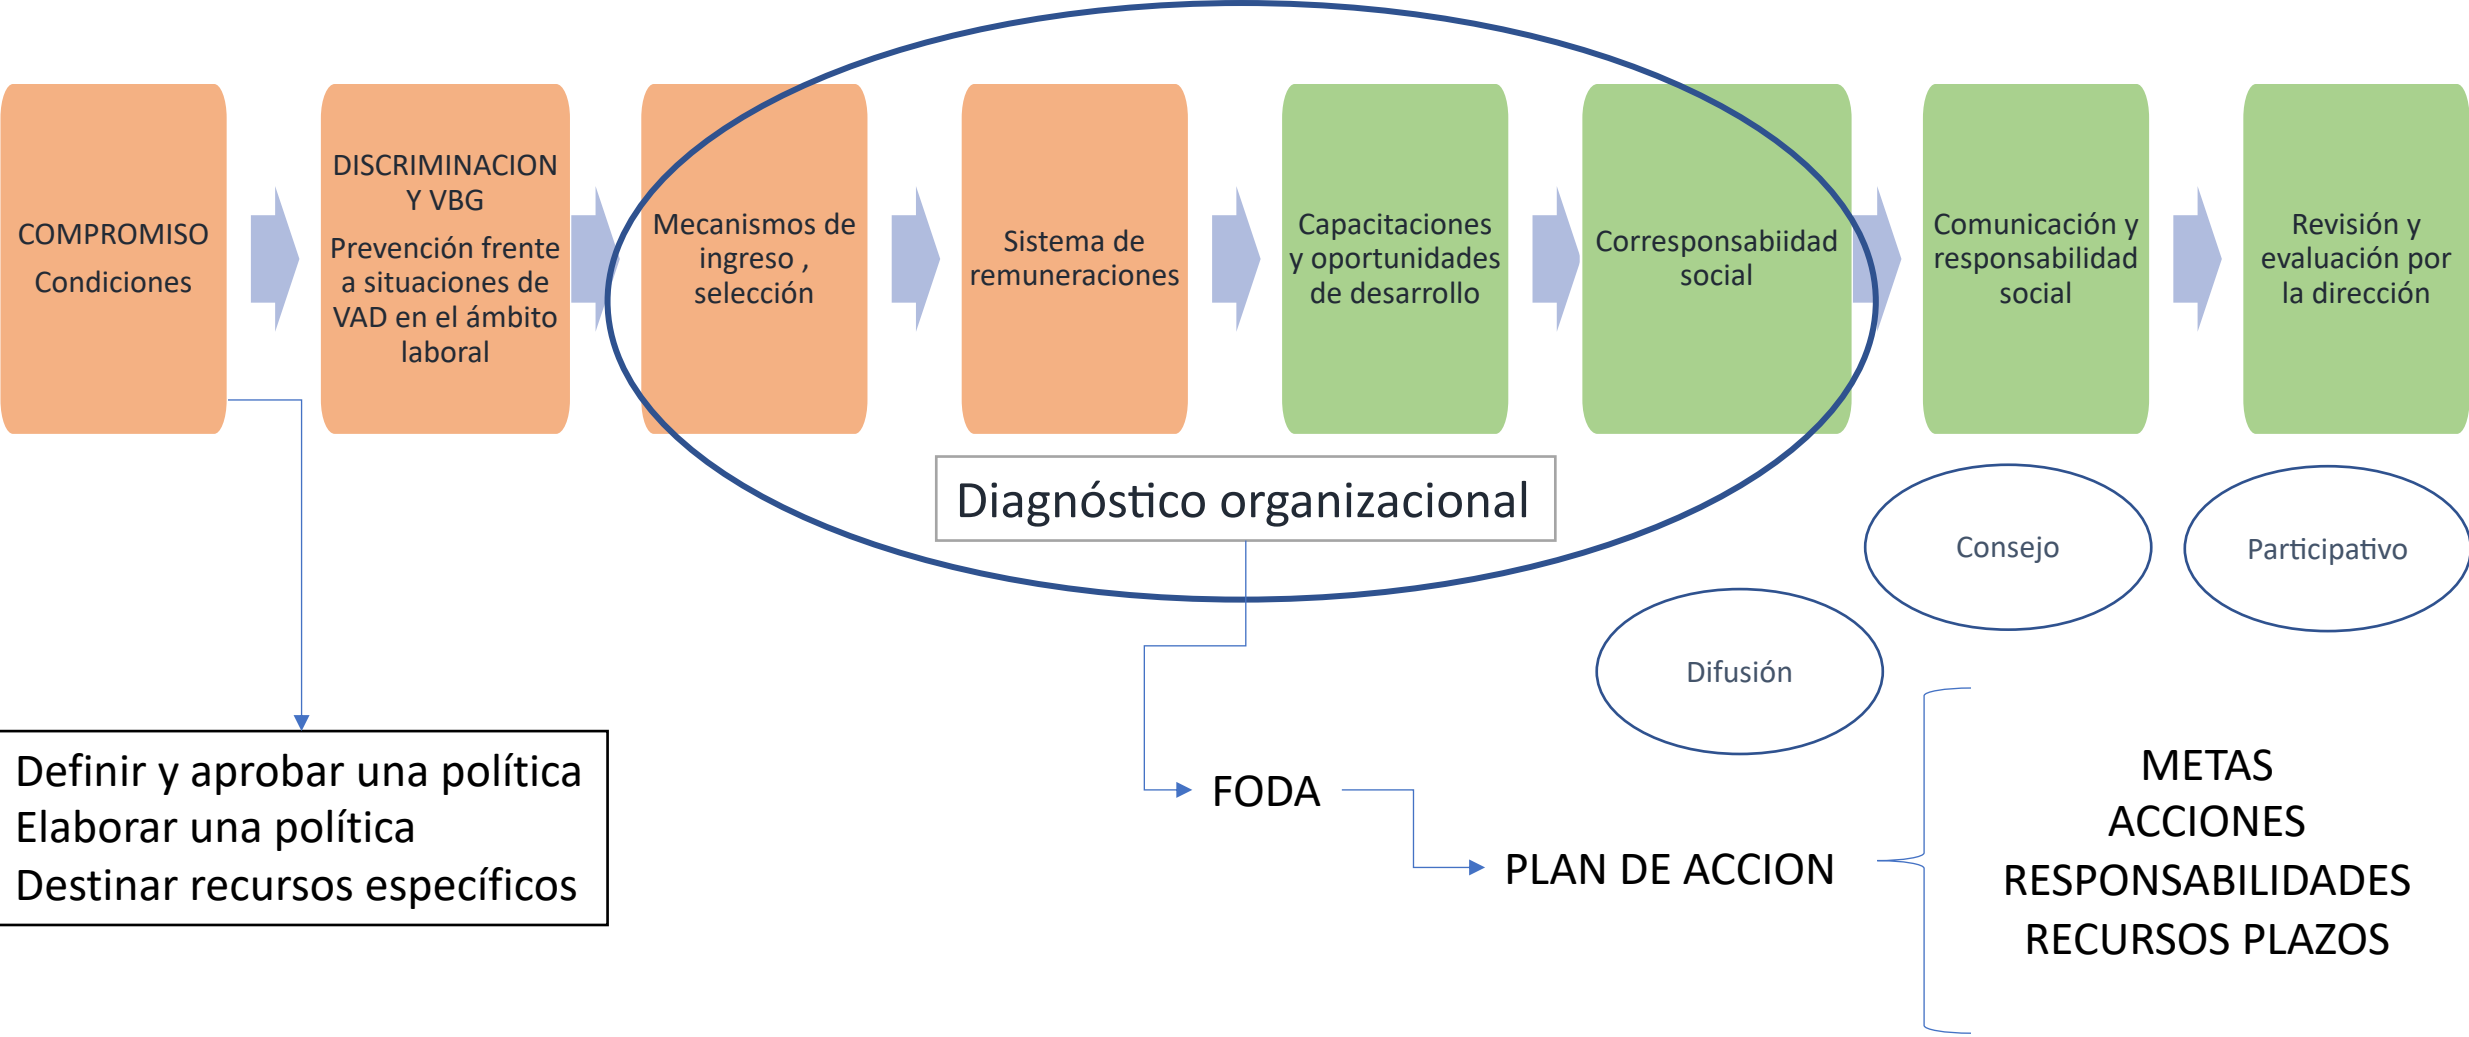 COMPROMISO
Condiciones
DISCRIMINACION
Y VBG
Prevención frente
a situaciones de
VAD en el ámbito
laboral
Mecanismos de
ingreso ,
selección
Sistema de
remuneraciones
Capacitaciones
y oportunidades
de desarrollo
Corresponsabiidad
social
Comunicación y
responsabilidad
social
Revisión y
evaluación por
la dirección
Diagnóstico organizacional
Consejo
Participativo
Difusión
Definir y aprobar una política
Elaborar una política
Destinar recursos específicos
FODA
PLAN DE ACCION
METAS
ACCIONES
RESPONSABILIDADES
RECURSOS PLAZOS